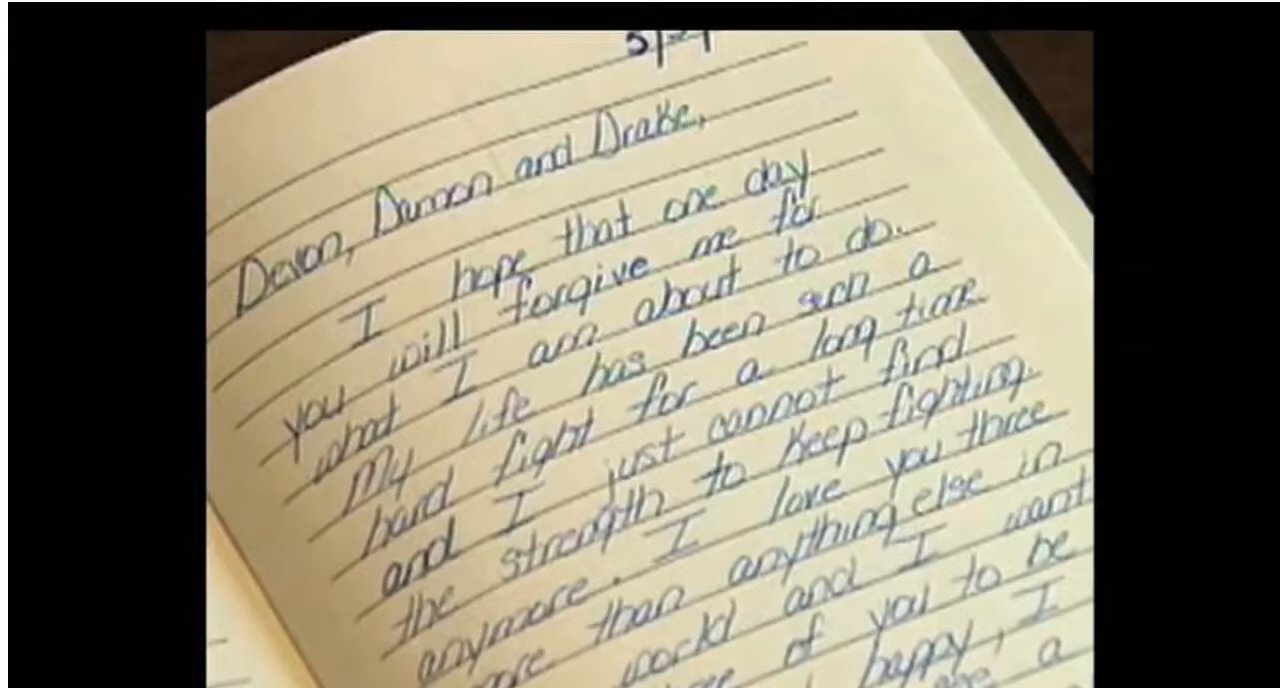 Devon, Damon and Drake,
I hope that one day
you will forgive me for
what I am about to do.
My life has been such a
hard fight for a long time
and I just cannot find
the strength to keep fighting
anymore. I love you three
more than anything else in
world and I want
of you to be
happy, I
a